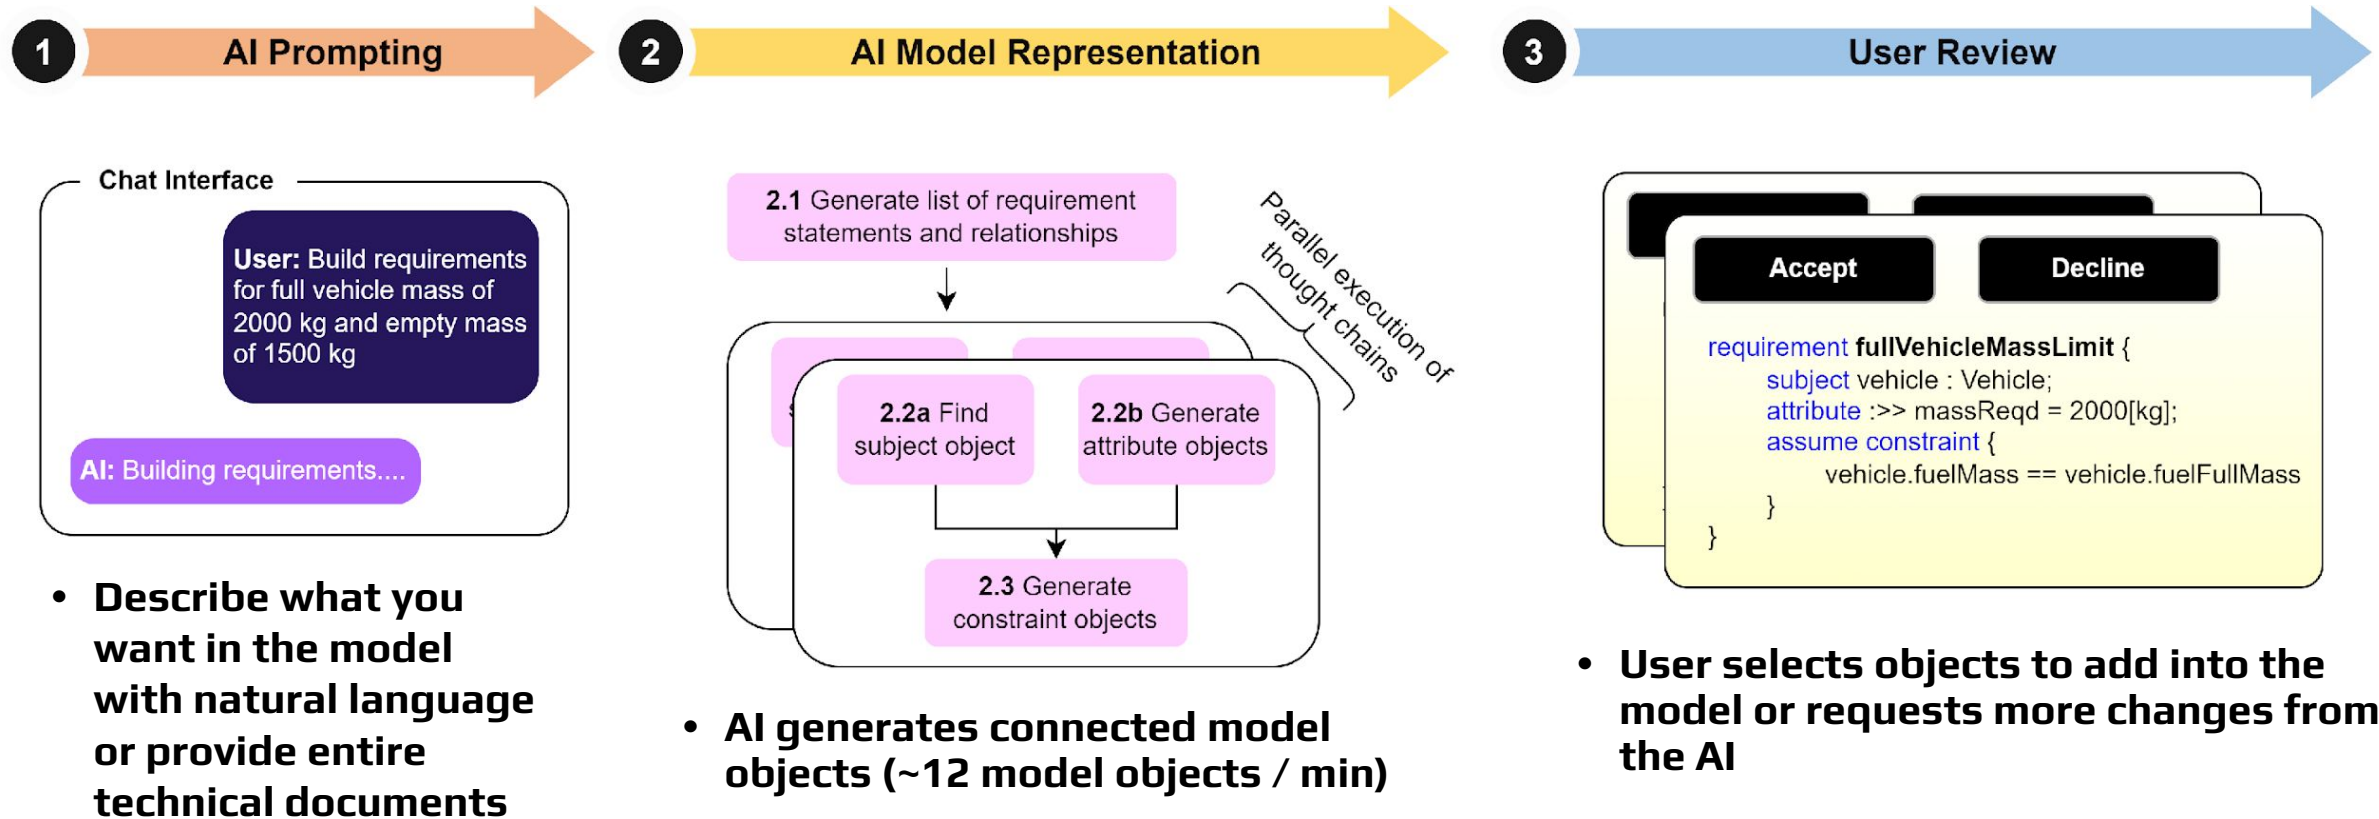 1
AI Prompting
Chat Interface
User: Build requirements
for full vehicle mass of
2000 kg and empty mass
of 1500 kg
AI: Building requirements....
• Describe what you
want in the model
with natural language
or provide entire
technical documents
2
AI Model Representation
2.1 Generate list of requirement
statements and relationships
Parallel execution of
thought chains
2.2a Find
subject object
2.2b Generate
attribute objects
2.3 Generate
constraint objects
• AI generates connected model
objects (~12 model objects / min)
3
User Review
Accept
Decline
requirement fullVehicleMassLimit {
subject vehicle : Vehicle;
attribute :>> massReqd = 2000[kg];
assume constraint {
vehicle.fuelMass == vehicle.fuelFullMass
}
}
• User selects objects to add into the
model or requests more changes from
the AI